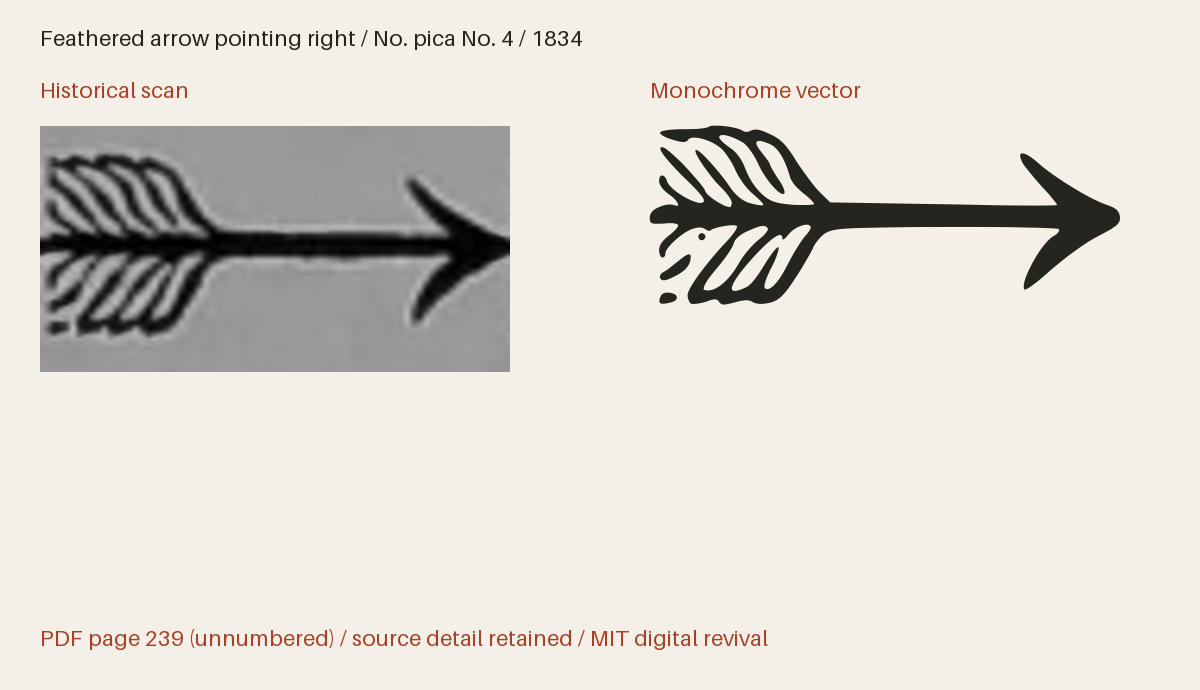 Feathered arrow pointing right / No. pica No. 4 / 1834
Historical scan
Monochrome vector
PDF page 239 (unnumbered) / source detail retained / MIT digital revival